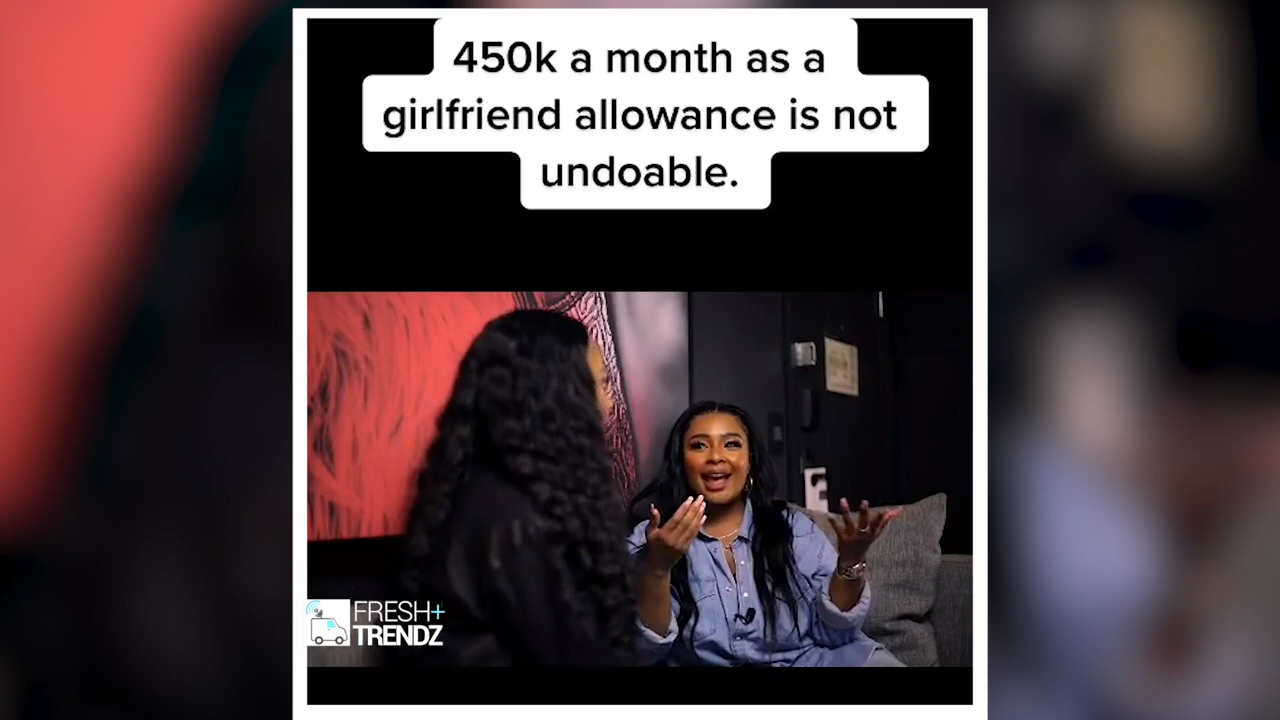 450k a month as a
girlfriend allowance is not
undoable.
FRESH+
TRENDZ